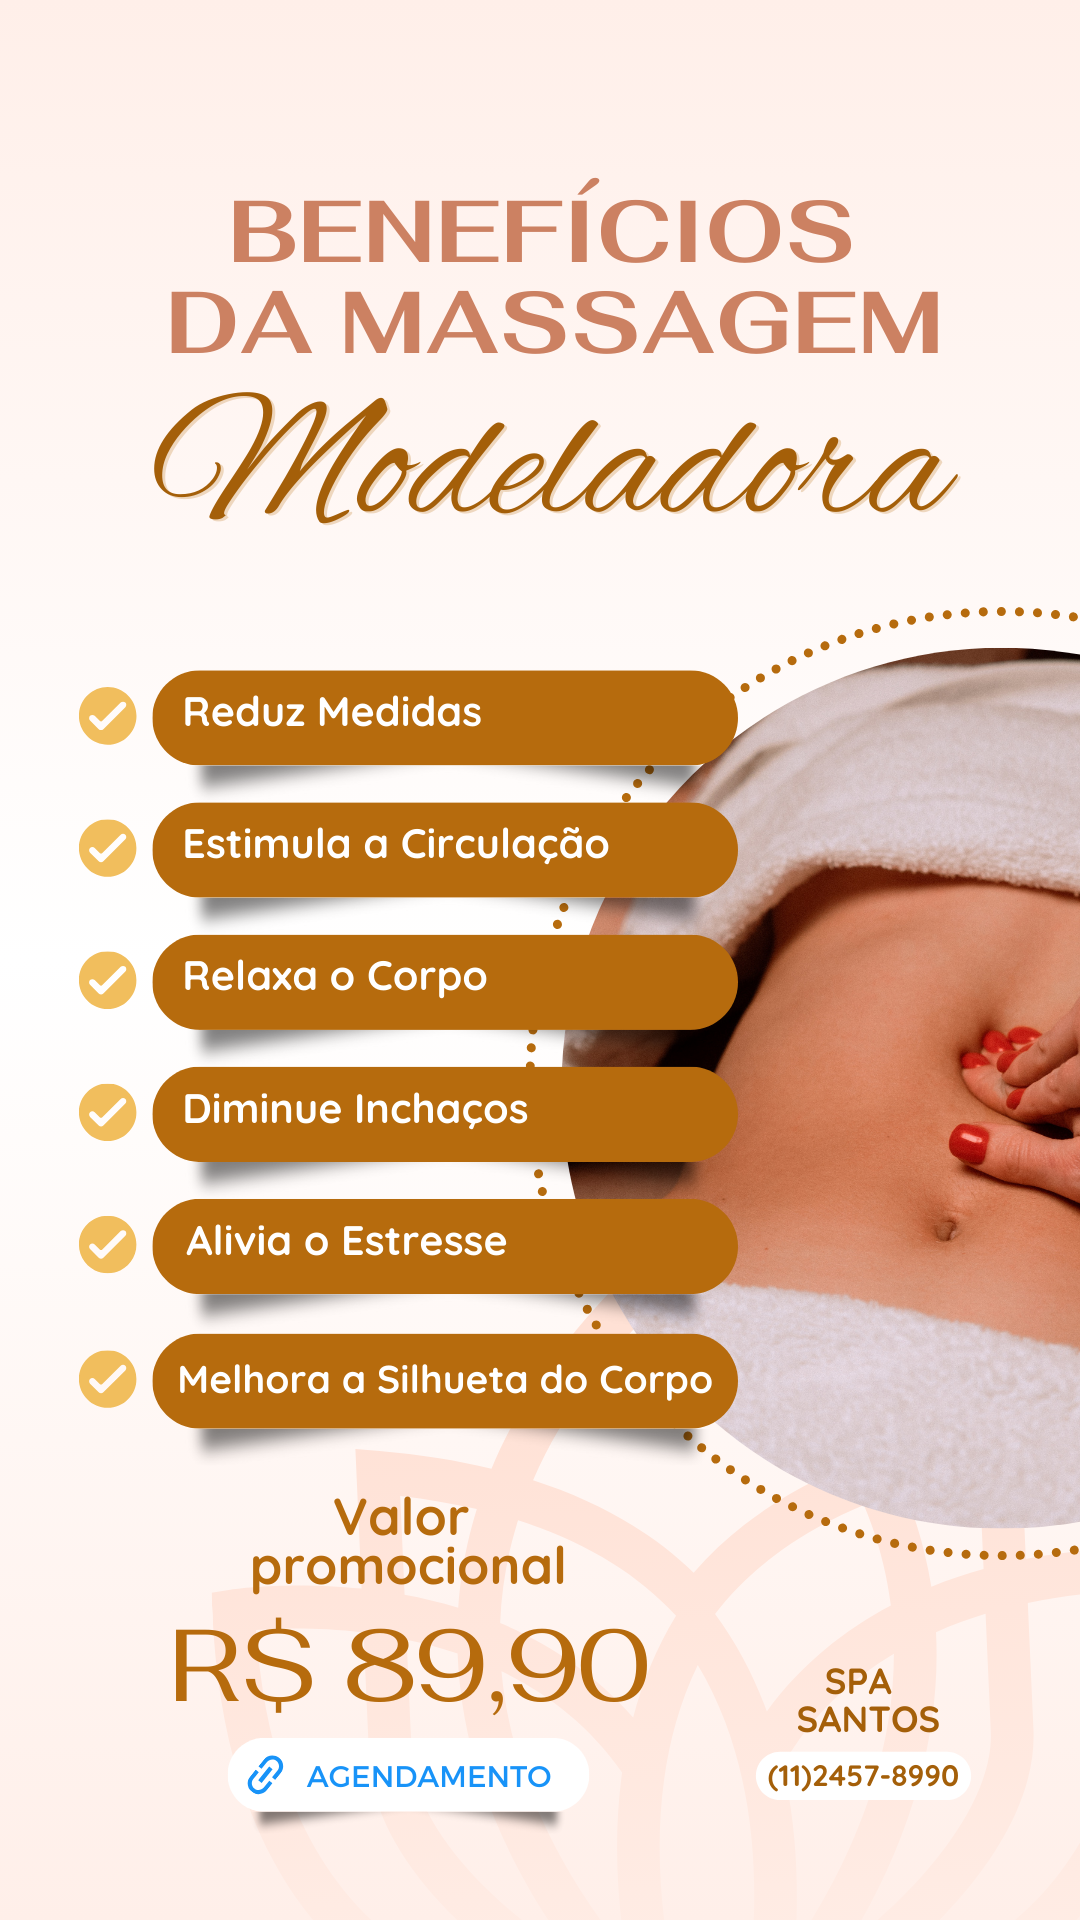 BENEFÍCIOS
DA MASSAGEM
Modeladora
Reduz Medidas
Estimula a Circulação
Relaxa o Corpo
Diminue Inchaços
Alivia o Estresse
Melhora a Silhueta do Corpo
Valor
promocional
R$ 89,90
AGENDAMENTO
SPA
SANTOS
(11)2457-8990